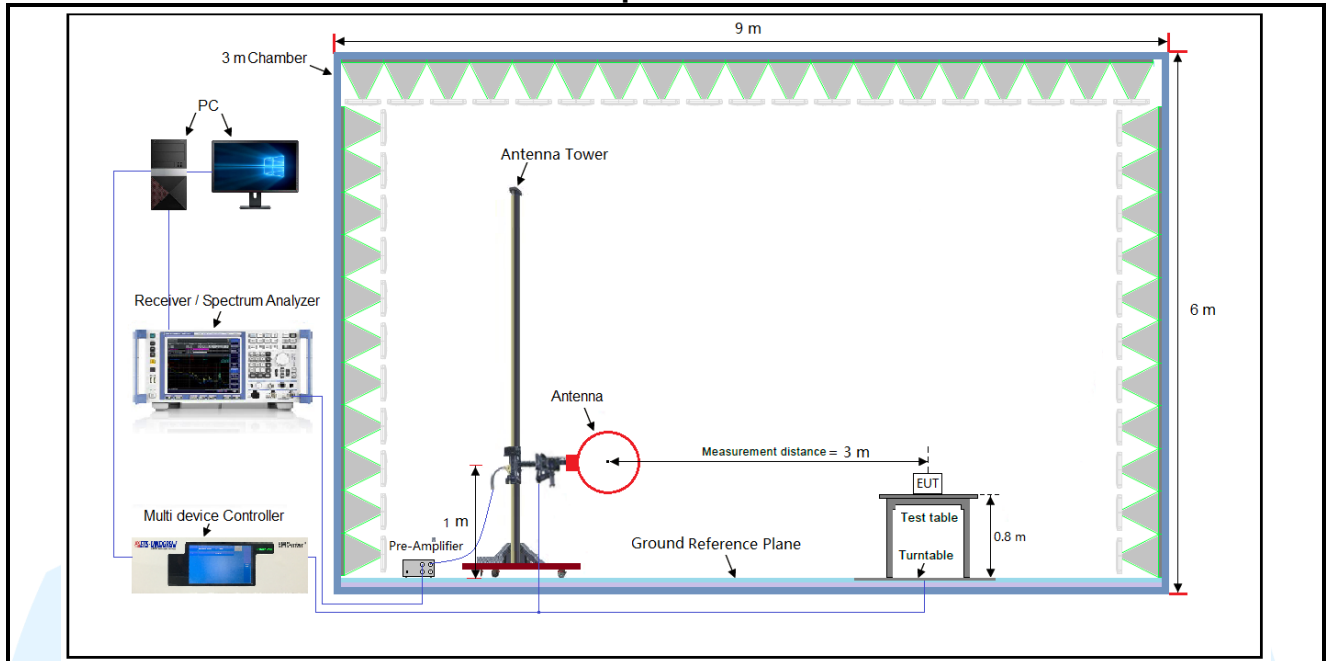 9 m
3 m Chamber
PC
Antenna Tower
Receiver / Spectrum Analyzer
6 m
Antenna
Measurement distance = 3 m
EUT
Multi device Controller
1 m
Test table
0.8 m
Pre-Amplifier
Ground Reference Plane
Turntable